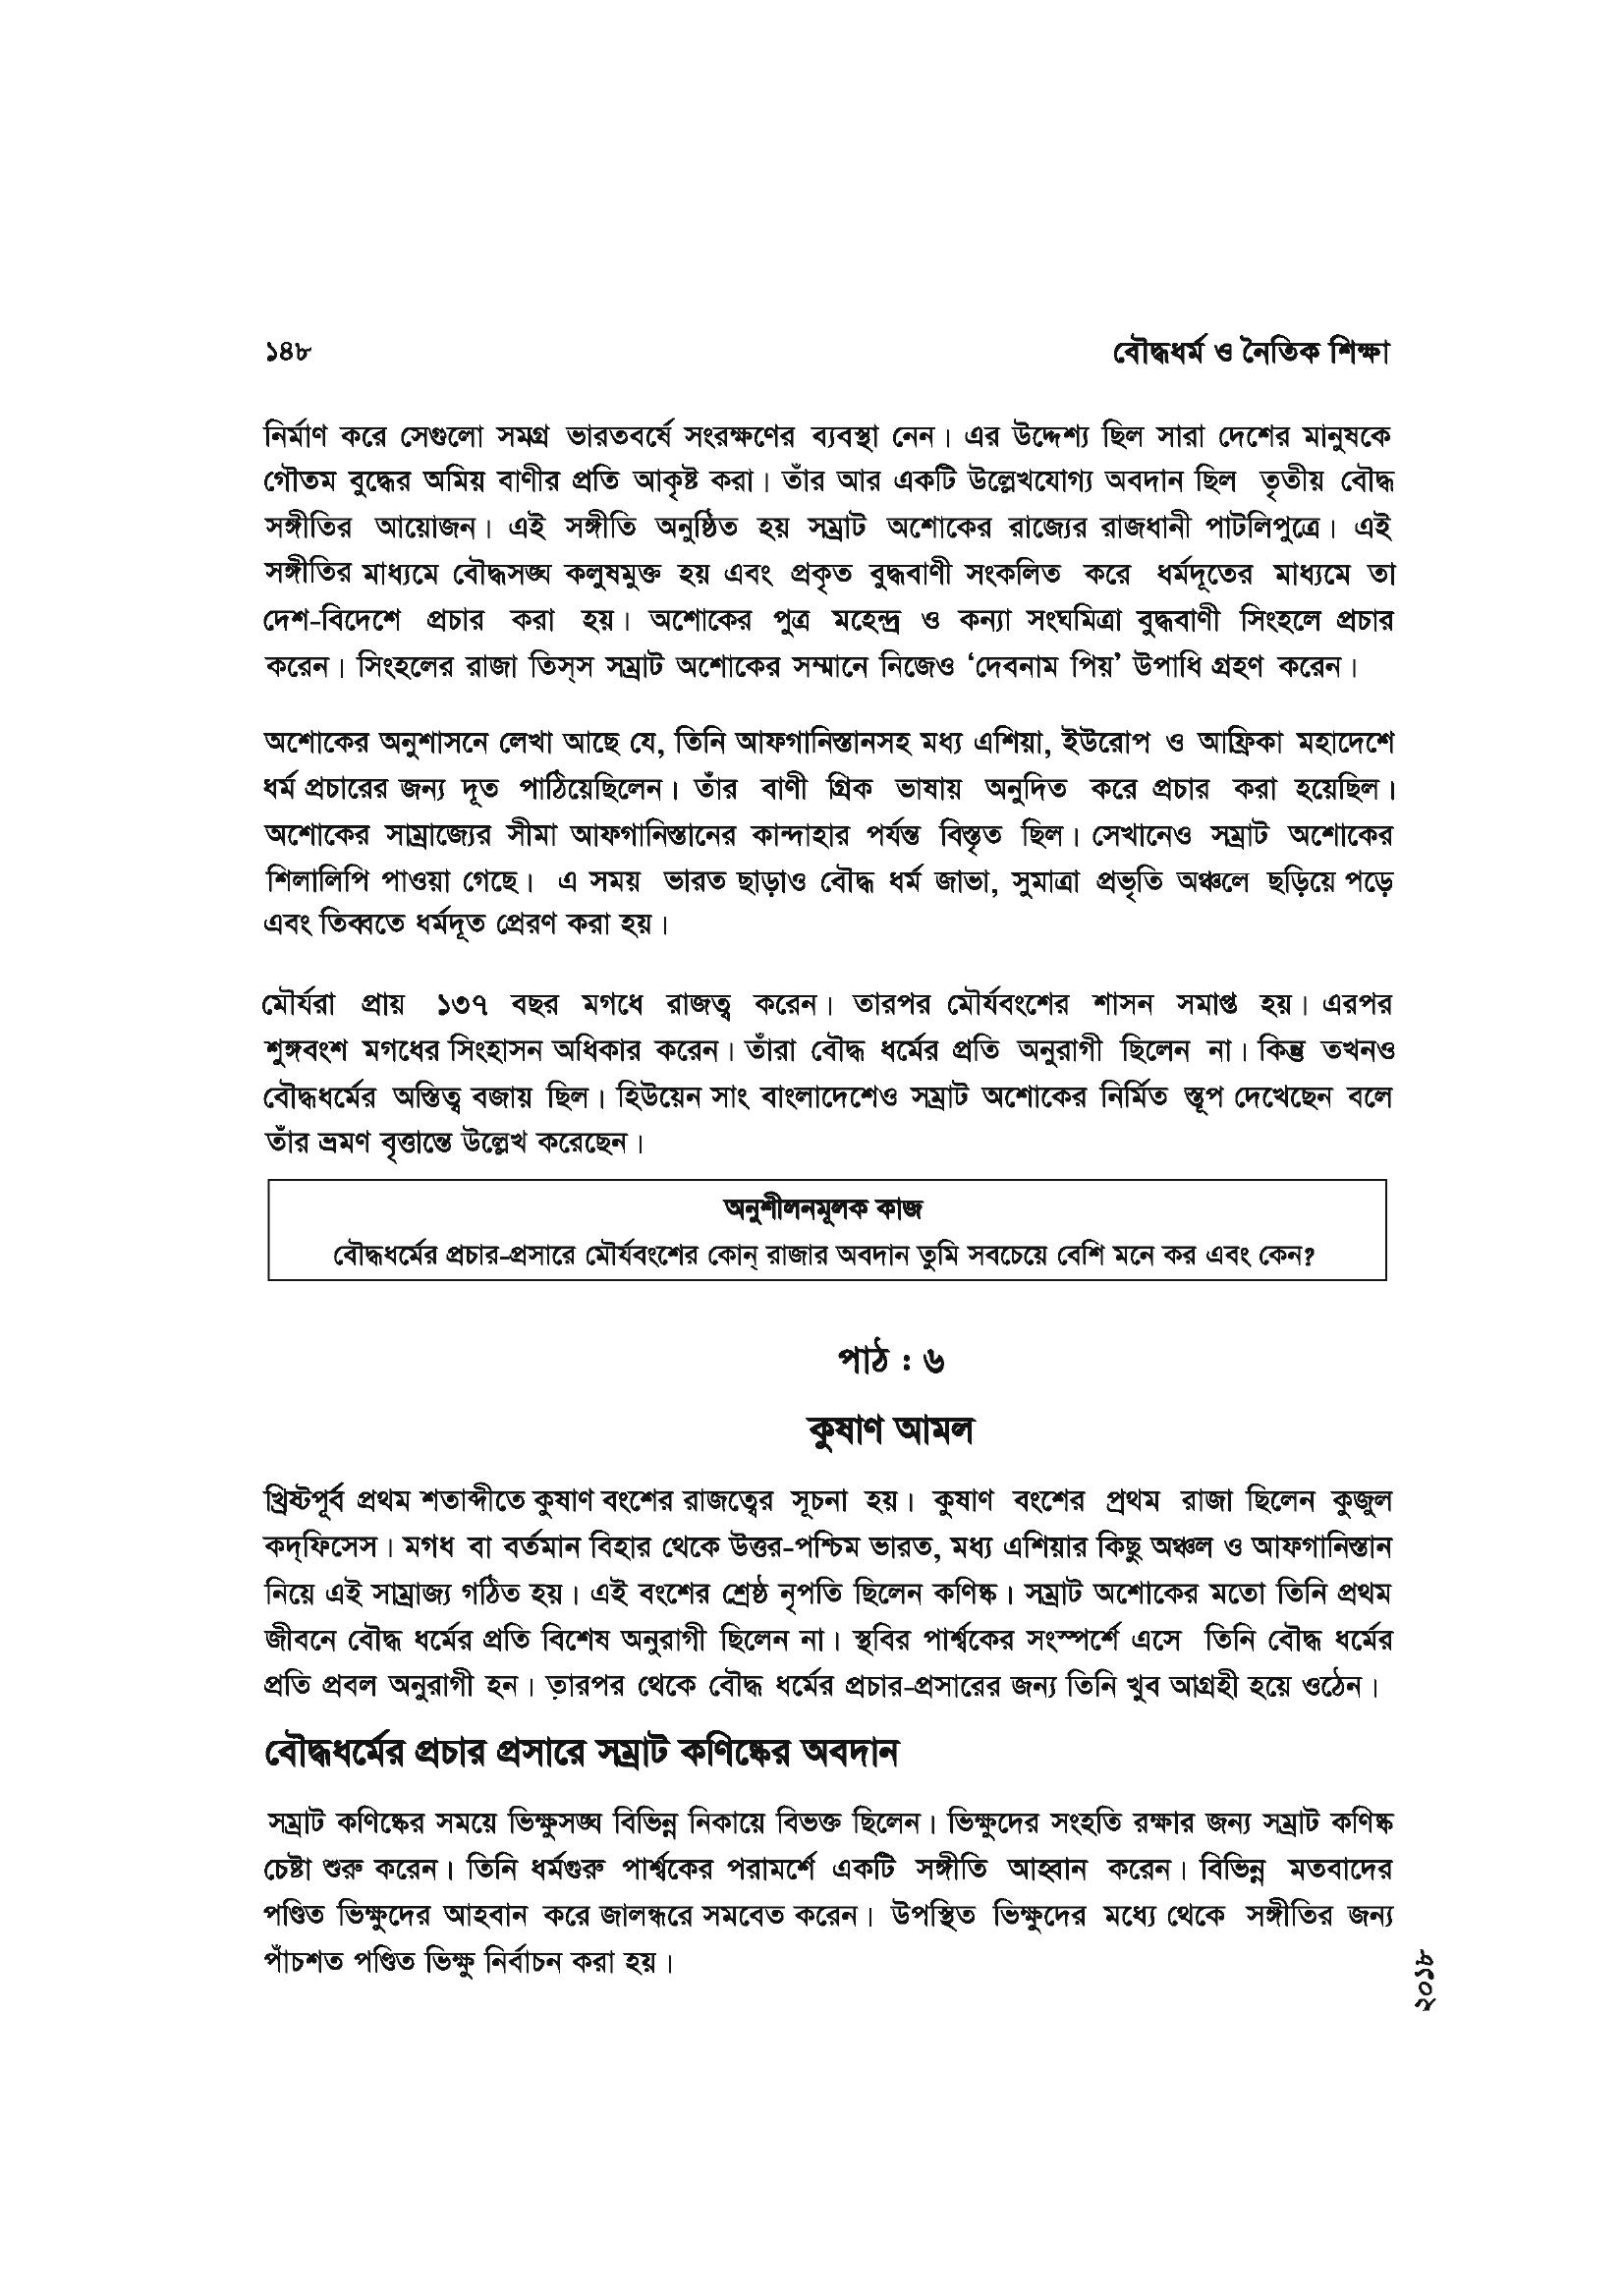 ১৪৮
বৌদ্ধধর্ম ও নৈতিক শিক্ষা
নির্মাণ করে সেগুলো সমগ্র ভারতবর্ষে সংরক্ষণের ব্যবস্থা নেন। এর উদ্দেশ্য ছিল সারা দেশের মানুষকে
গৌতম বুদ্ধের অমিয় বাণীর প্রতি আকৃষ্ট করা। তাঁর আর একটি উল্লেখযোগ্য অবদান ছিল তৃতীয় বৌদ্ধ
সঙ্গীতির আয়োজন। এই সঙ্গীতি অনুষ্ঠিত হয় সম্রাট অশোকের রাজ্যের রাজধানী পাটলিপুত্রে। এই
সঙ্গীতির মাধ্যমে বৌদ্ধসঙ্ঘ কলুষমুক্ত হয় এবং প্রকৃত বুদ্ধবাণী সংকলিত করে ধর্মদূতের মাধ্যমে তা
দেশ-বিদেশে প্রচার করা হয়। অশোকের পুত্র মহেন্দ্র ও কন্যা সংঘমিত্রা বুদ্ধবাণী সিংহলে প্রচার
করেন। সিংহলের রাজা তিস্‌স সম্রাট অশোকের সম্মানে নিজেও ‘দেবনাম পিয়’ উপাধি গ্রহণ করেন।
অশোকের অনুশাসনে লেখা আছে যে, তিনি আফগানিস্তানসহ মধ্য এশিয়া, ইউরোপ ও আফ্রিকা মহাদেশে
ধর্ম প্রচারের জন্য দূত পাঠিয়েছিলেন। তাঁর বাণী গ্রিক ভাষায় অনুদিত করে প্রচার করা হয়েছিল।
অশোকের সাম্রাজ্যের সীমা আফগানিস্তানের কান্দাহার পর্যন্ত বিস্তৃত ছিল। সেখানেও সম্রাট অশোকের
শিলালিপি পাওয়া গেছে। এ সময় ভারত ছাড়াও বৌদ্ধ ধর্ম জাভা, সুমাত্রা প্রভৃতি অঞ্চলে ছড়িয়ে পড়ে
এবং তিব্বতে ধর্মদূত প্রেরণ করা হয়।
মৌর্যরা প্রায় ১৩৭ বছর মগধে রাজত্ব করেন। তারপর মৌর্যবংশের শাসন সমাপ্ত হয়। এরপর
শুঙ্গবংশ মগধের সিংহাসন অধিকার করেন। তাঁরা বৌদ্ধ ধর্মের প্রতি অনুরাগী ছিলেন না। কিন্তু তখনও
বৌদ্ধধর্মের অস্তিত্ব বজায় ছিল। হিউয়েন সাং বাংলাদেশেও সম্রাট অশোকের নির্মিত স্তূপ দেখেছেন বলে
তাঁর ভ্রমণ বৃত্তান্তে উল্লেখ করেছেন।
অনুশীলনমূলক কাজ
বৌদ্ধধর্মের প্রচার-প্রসারে মৌর্যবংশের কোন্ রাজার অবদান তুমি সবচেয়ে বেশি মনে কর এবং কেন?
পাঠ : ৬
কুষাণ আমল
খ্রিষ্টপূর্ব প্রথম শতাব্দীতে কুষাণ বংশের রাজত্বের সূচনা হয়। কুষাণ বংশের প্রথম রাজা ছিলেন কুজুল
কদ্‌ফিসেস। মগধ বা বর্তমান বিহার থেকে উত্তর-পশ্চিম ভারত, মধ্য এশিয়ার কিছু অঞ্চল ও আফগানিস্তান
নিয়ে এই সাম্রাজ্য গঠিত হয়। এই বংশের শ্রেষ্ঠ নৃপতি ছিলেন কণিষ্ক। সম্রাট অশোকের মতো তিনি প্রথম
জীবনে বৌদ্ধ ধর্মের প্রতি বিশেষ অনুরাগী ছিলেন না। স্থবির পার্শ্বকের সংস্পর্শে এসে তিনি বৌদ্ধ ধর্মের
প্রতি প্রবল অনুরাগী হন। তারপর থেকে বৌদ্ধ ধর্মের প্রচার-প্রসারের জন্য তিনি খুব আগ্রহী হয়ে ওঠেন।
বৌদ্ধধর্মের প্রচার প্রসারে সম্রাট কণিষ্কের অবদান
সম্রাট কণিষ্কের সময়ে ভিক্ষুসঙ্ঘ বিভিন্ন নিকায়ে বিভক্ত ছিলেন। ভিক্ষুদের সংহতি রক্ষার জন্য সম্রাট কণিষ্ক
চেষ্টা শুরু করেন। তিনি ধর্মগুরু পার্শ্বকের পরামর্শে একটি সঙ্গীতি আহ্বান করেন। বিভিন্ন মতবাদের
পণ্ডিত ভিক্ষুদের আহবান করে জালন্ধরে সমবেত করেন। উপস্থিত ভিক্ষুদের মধ্যে থেকে সঙ্গীতির জন্য
পাঁচশত পণ্ডিত ভিক্ষু নির্বাচন করা হয়।
২০১৮